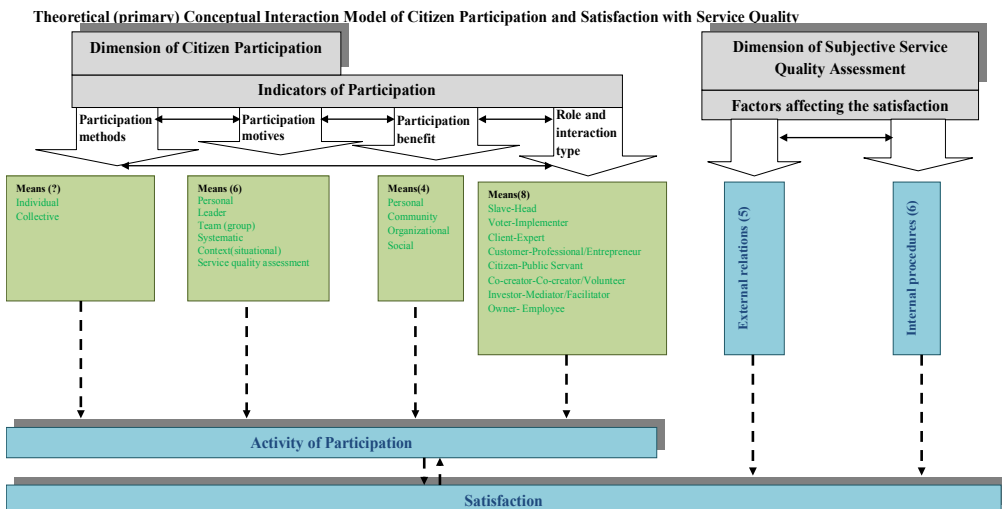 Theoretical (primary) Conceptual Interaction Model of Citizen Participation and Satisfaction with Service Quality
Dimension of Citizen Participation
Indicators of Participation
Participation
methods
Participation
motives
Participation
benefit
Role and
interaction
type
Means (?)
Individual
Collective
Means (6)
Personal
Leader
Team (group)
Systematic
Context(situational)
Service quality assessment
Means(4)
Personal
Community
Organizational
Social
Means(8)
Slave-Head
Voter-Implementer
Client-Expert
Customer-Professional/Entrepreneur
Citizen-Public Servant
Co-creator-Co-creator/Volunteer
Investor-Mediator/Facilitator
Owner- Employee
Dimension of Subjective Service
Quality Assessment
Factors affecting the satisfaction
External relations (5)
Internal procedures (6)
Activity of Participation
Satisfaction